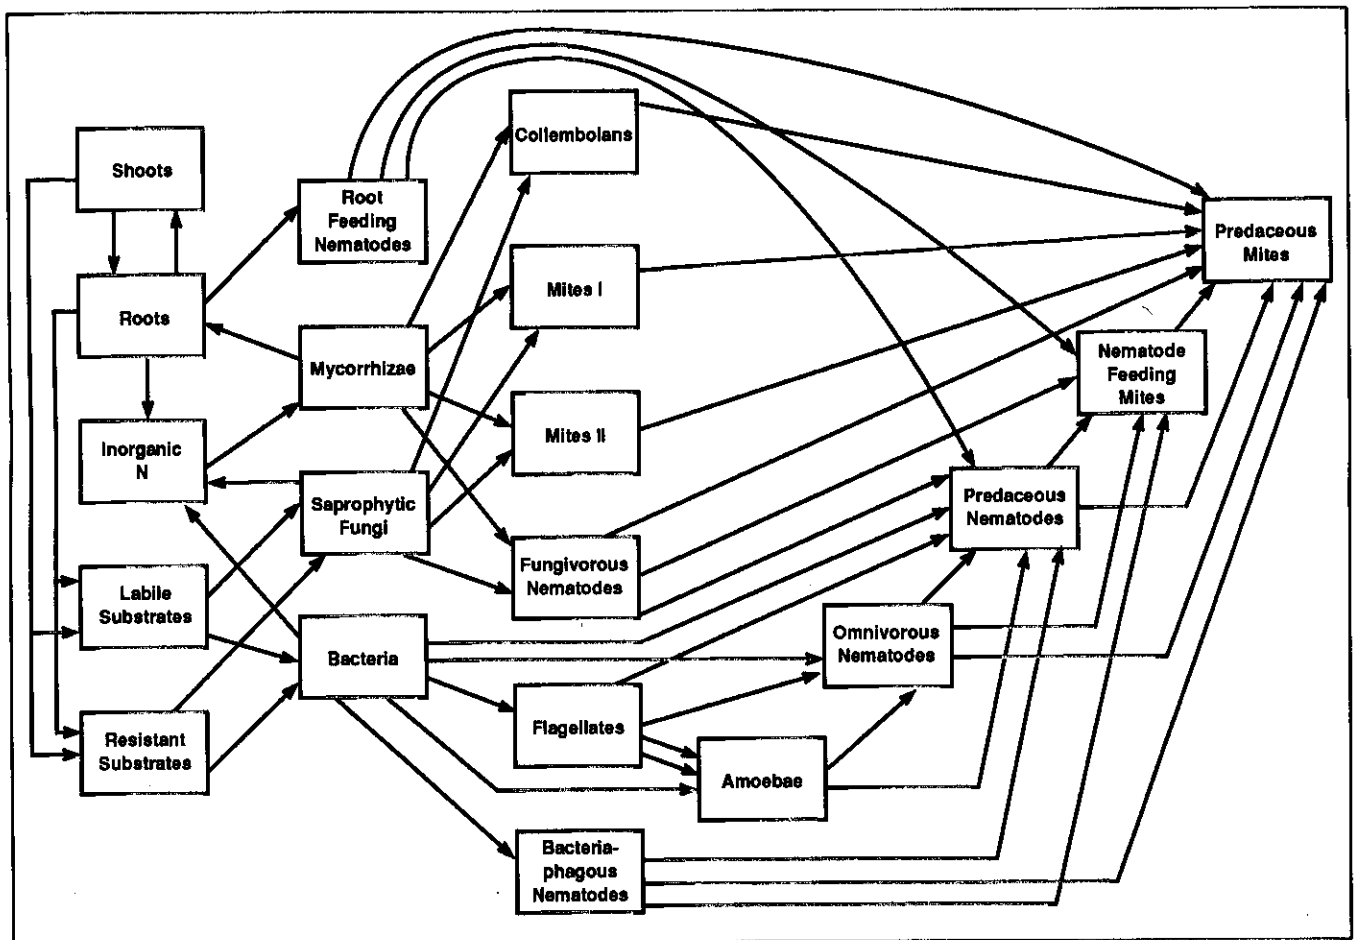 Shoots
Roots
Inorganic
N
Labile
Substrates
Resistant
Substrates
Root
Feeding
Nematodes
Mycorrhizae
Saprophytic
Fungi
Bacteria
Collembolans
Mites I
Mites II
Fungivorous
Nematodes
Flagellates
Bacteria-
phagous
Nematodes
Amoebae
Omnivorous
Nematodes
Predaceous
Nematodes
Nematode
Feeding
Mites
Predaceous
Mites